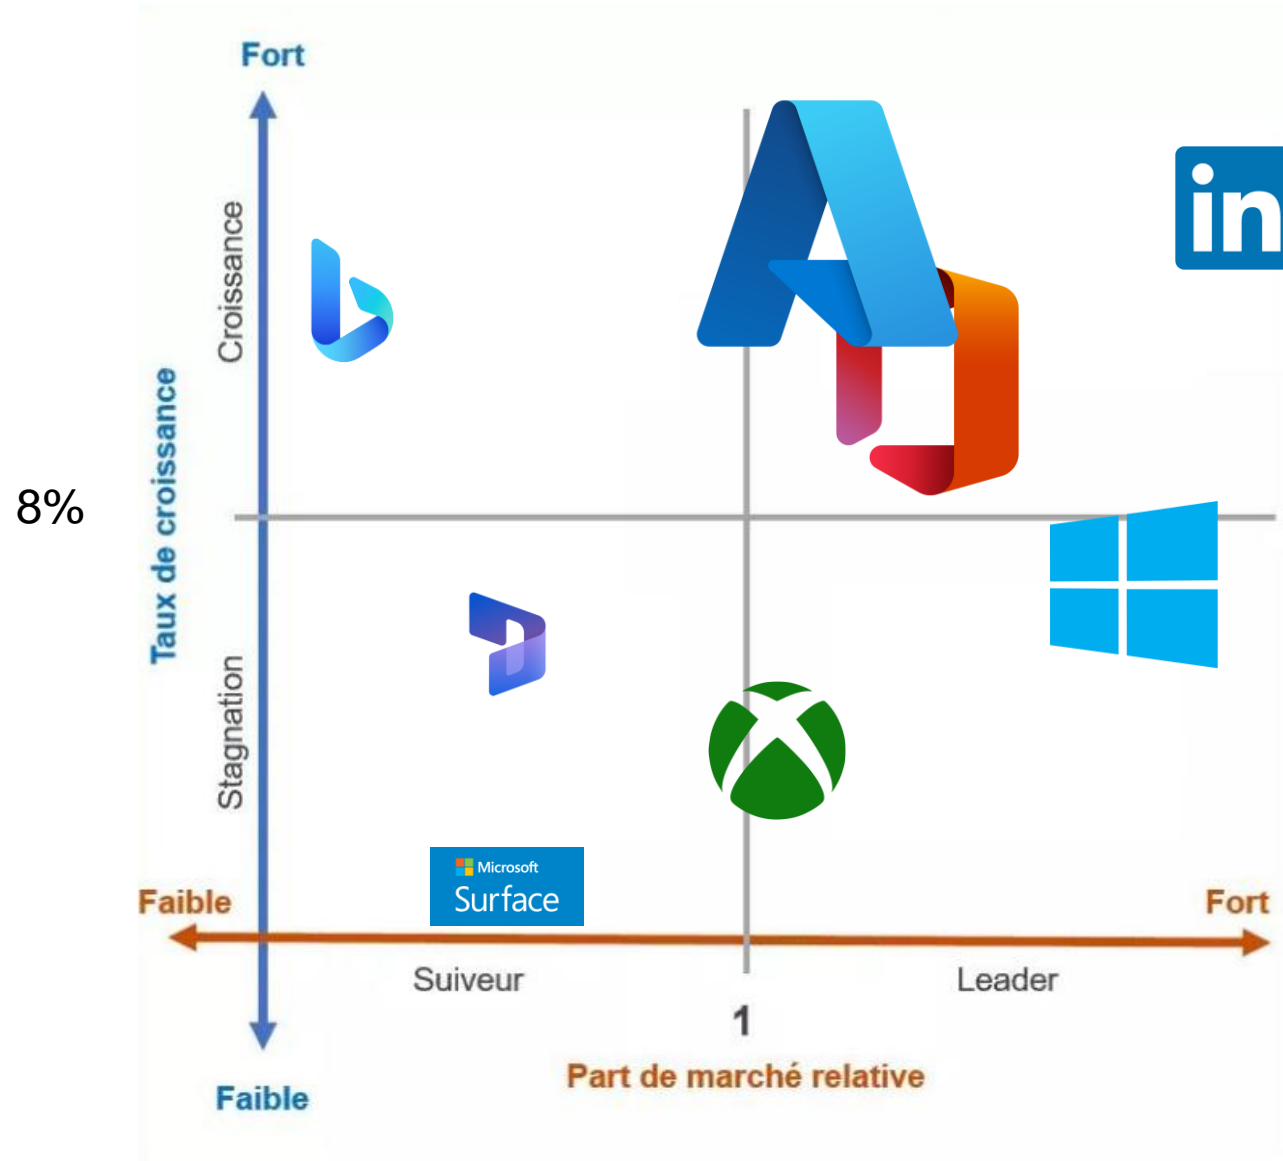 Fort
Croissance
in
Taux de croissance
8%
Stagnation
Microsoft
Surface
Faible
Fort
Suiveur
Leader
1
Part de marché relative
Faible